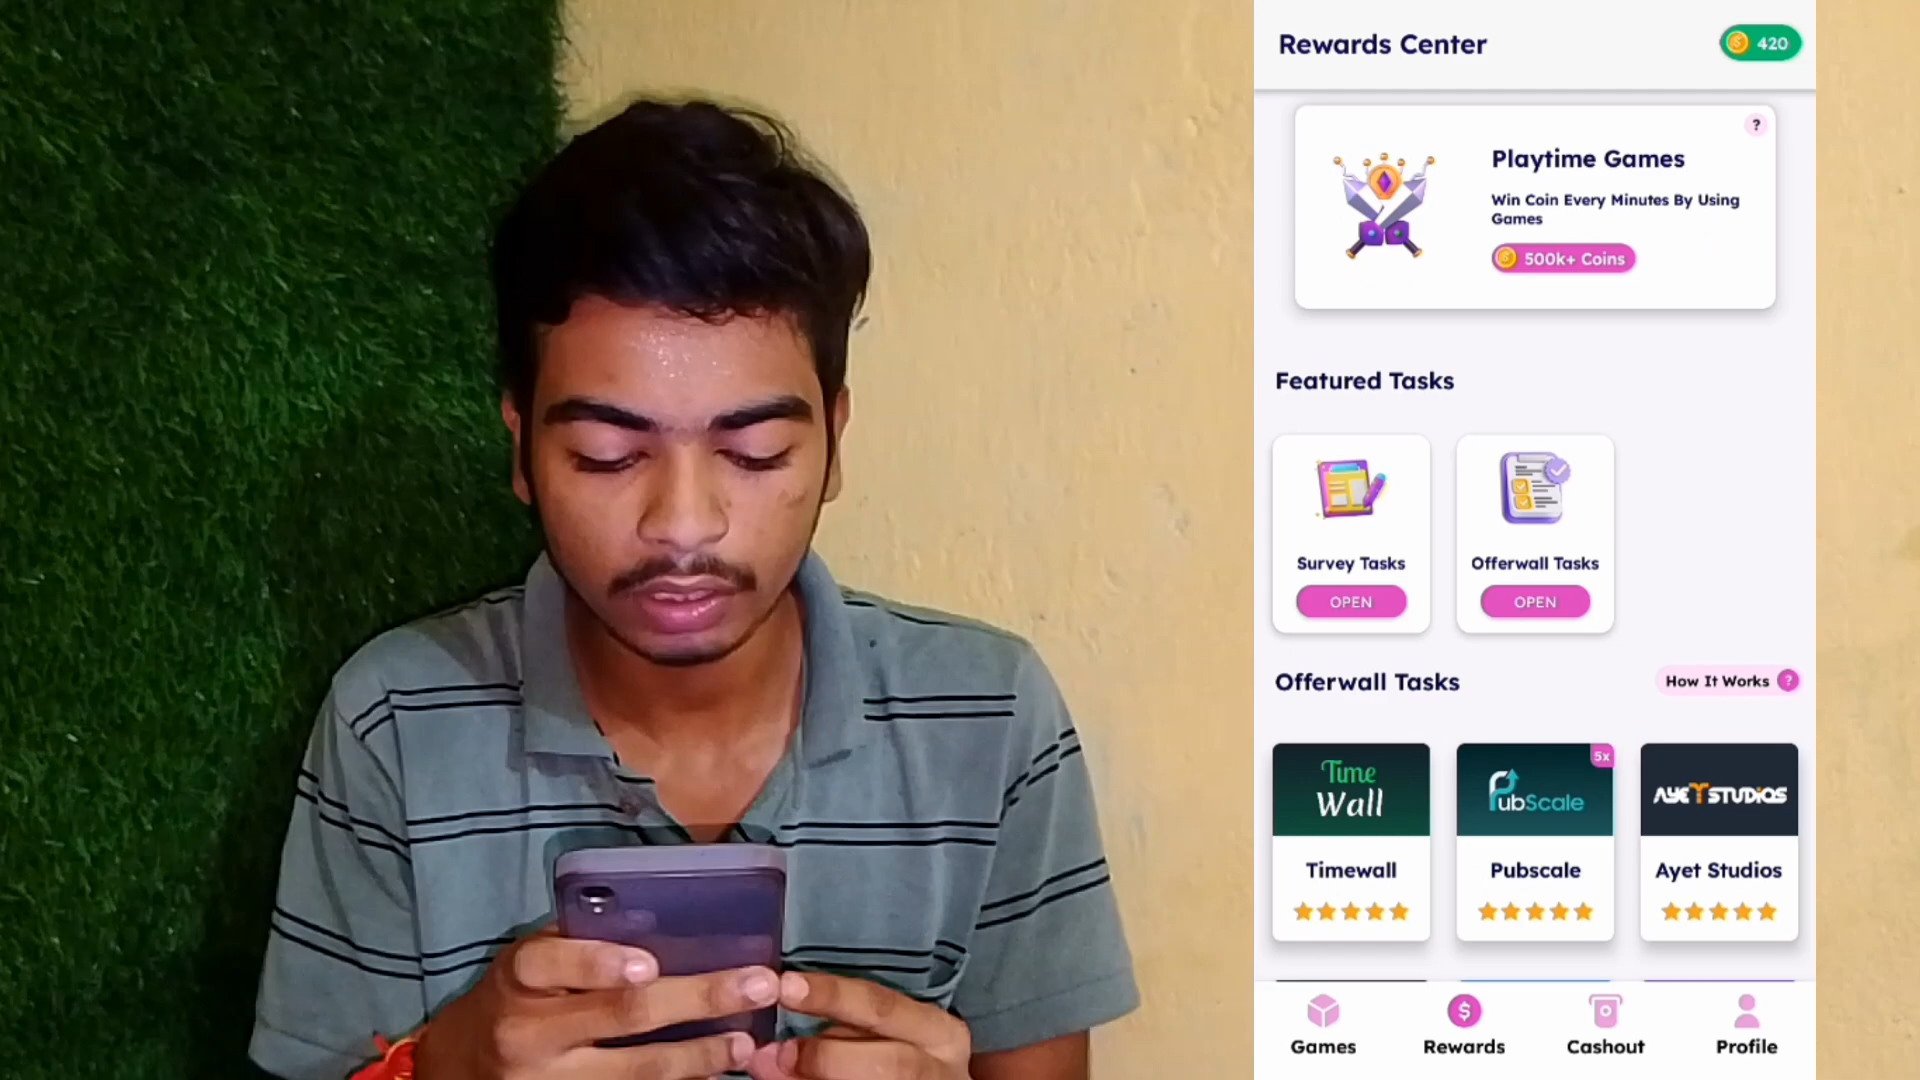 Rewards Center
420
?
Playtime Games
Win Coin Every Minutes By Using
Games
500k+ Coins
Featured Tasks
Survey Tasks
OPEN
Offerwall Tasks
OPEN
Offerwall Tasks
How It Works ?
Time
Wall
Timewall
5x
PubScale
Pubscale
AYET STUDIOS
Ayet Studios
Games
Rewards
Cashout
Profile